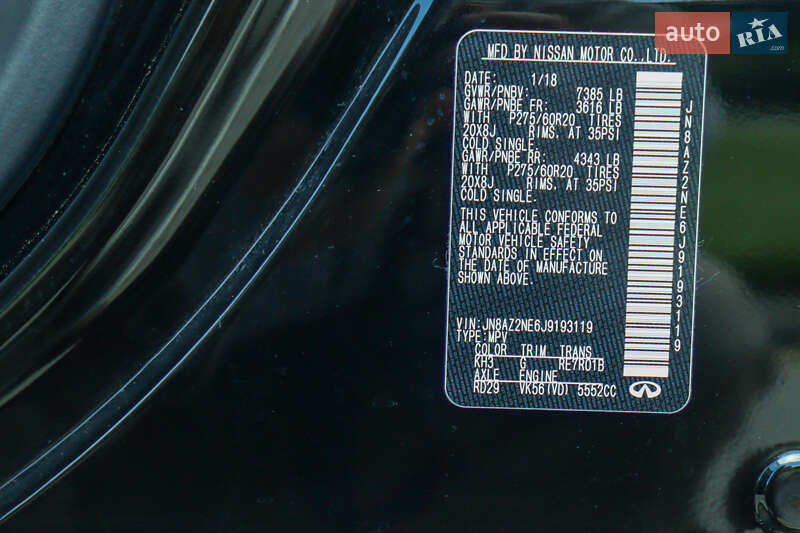 auto RIA .com
MFD BY NISSAN MOTOR CO.,LTD.
DATE: 1/18
GVWR/PNBV: 7385 LB
GAWR/PNBE FR: 3616 LB
WITH P275/60R20 TIRES
20X8J RIMS. AT 35PSI
COLD SINGLE.
GAWR/PNBE RR: 4343 LB
WITH P275/60R20 TIRES
20X8J RIMS. AT 35PSI
COLD SINGLE.
THIS VEHICLE CONFORMS TO
ALL APPLICABLE FEDERAL
MOTOR VEHICLE SAFETY
STANDARDS IN EFFECT ON
THE DATE OF MANUFACTURE
SHOWN ABOVE.
VIN:JN8AZ2NE6J9193119
TYPE:MPV
COLOR TRIM TRANS
KH3 G RE7R01B
AXLE ENGINE
RD29 VK56(VD) 5552CC
JN8AZ2NE6J9193119